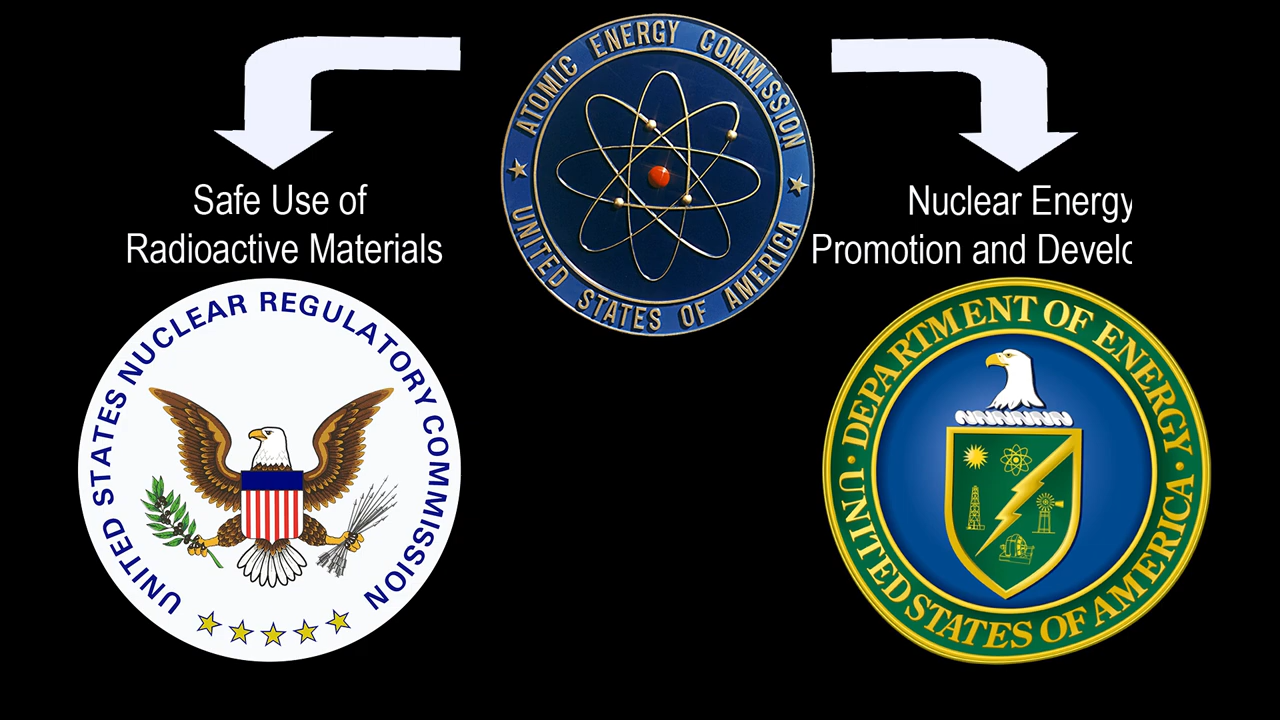 ATOMIC ENERGY COMMISSION
UNITED STATES OF AMERICA
Safe Use of
Radioactive Materials
Nuclear Energy
Promotion and Develo
UNITED STATES NUCLEAR REGULATORY COMMISSION
DEPARTMENT OF ENERGY
UNITED STATES OF AMERICA